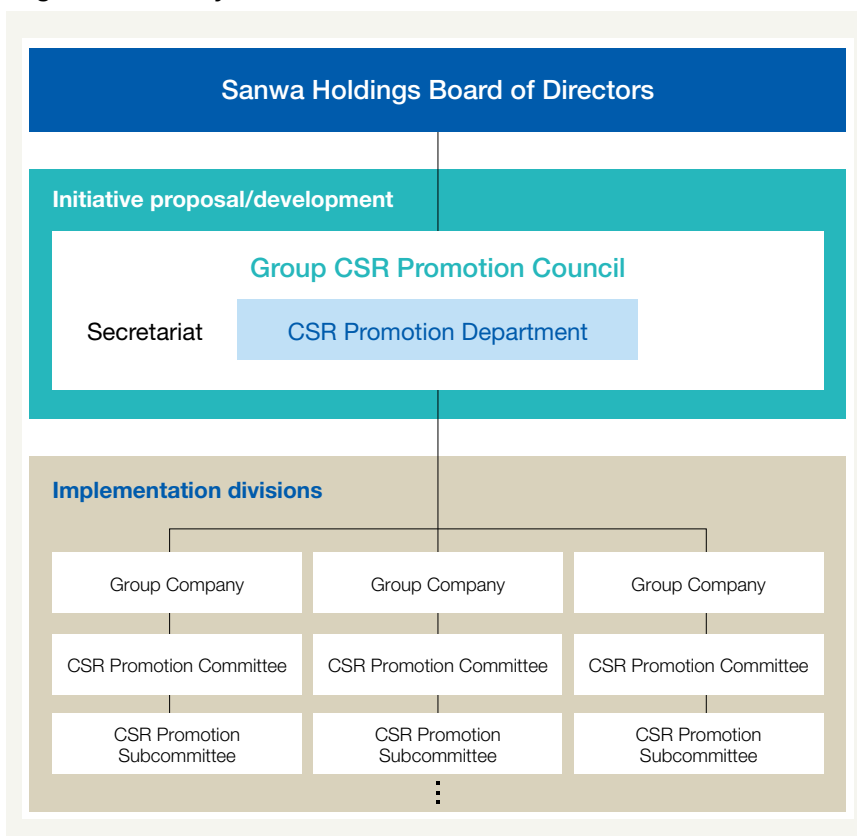 Sanwa Holdings Board of Directors
Initiative proposal/development
Group CSR Promotion Council
Secretariat
CSR Promotion Department
Implementation divisions
Group Company
Group Company
Group Company
CSR Promotion Committee
CSR Promotion Committee
CSR Promotion Committee
CSR Promotion
Subcommittee
CSR Promotion
Subcommittee
CSR Promotion
Subcommittee